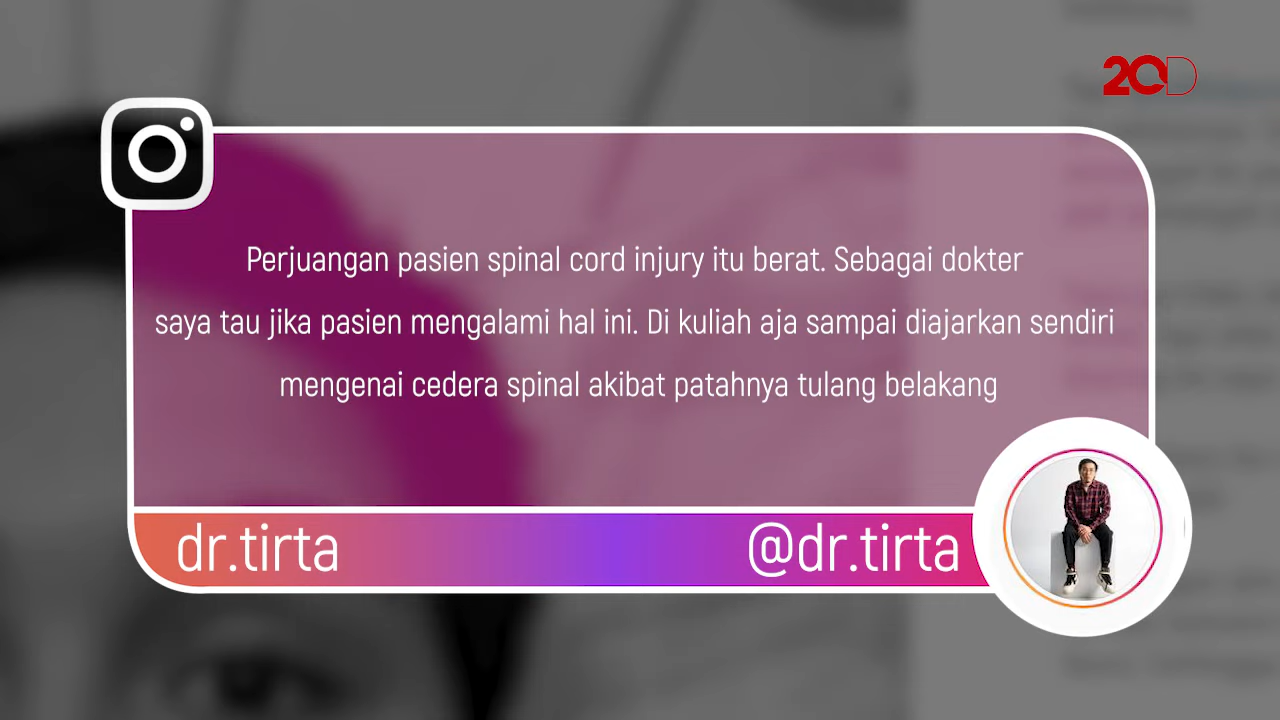 20D
Perjuangan pasien spinal cord injury itu berat. Sebagai dokter
saya tau jika pasien mengalami hal ini. Di kuliah aja sampai diajarkan sendiri
mengenai cedera spinal akibat patahnya tulang belakang
dr.tirta
@dr.tirta